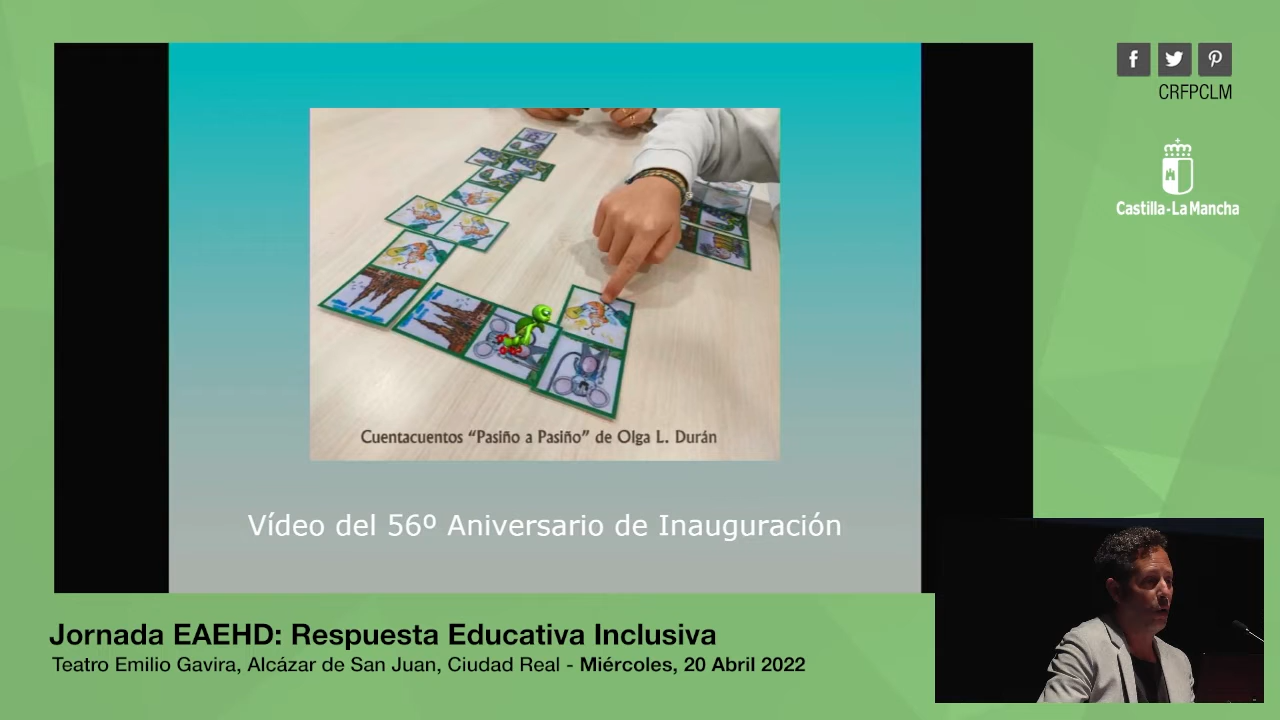 CRFPCLM
Castilla-La Mancha
Cuentacuentos “Pasiño a Pasiño” de Olga L. Durán
Vídeo del 56º Aniversario de Inauguración
Jornada EAEHD: Respuesta Educativa Inclusiva
Teatro Emilio Gavira, Alcázar de San Juan, Ciudad Real - Miércoles, 20 Abril 2022